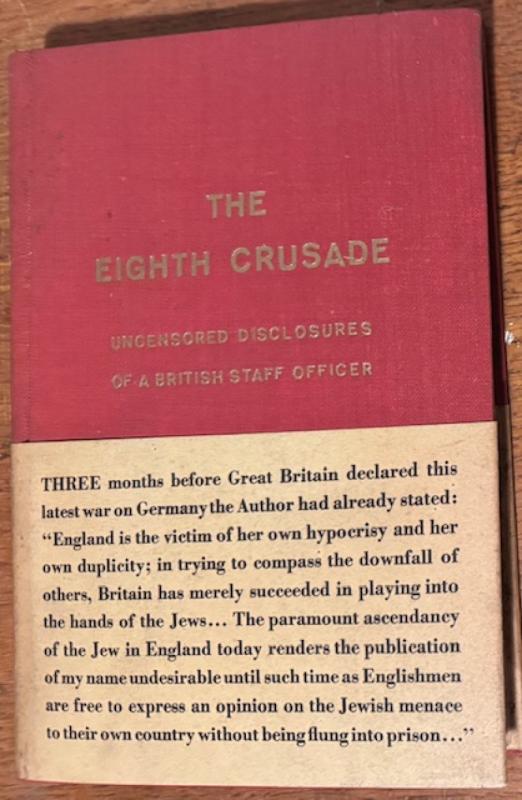 THE
EIGHTH CRUSADE
UNCENSORED DISCLOSURES
OF A BRITISH STAFF OFFICER
THREE months before Great Britain declared this
latest war on Germany the Author had already stated:
“England is the victim of her own hypocrisy and her
own duplicity; in trying to compass the downfall of
others, Britain has merely succeeded in playing into
the hands of the Jews... The paramount ascendancy
of the Jew in England today renders the publication
of my name undesirable until such time as Englishmen
are free to express an opinion on the Jewish menace
to their own country without being flung into prison...”